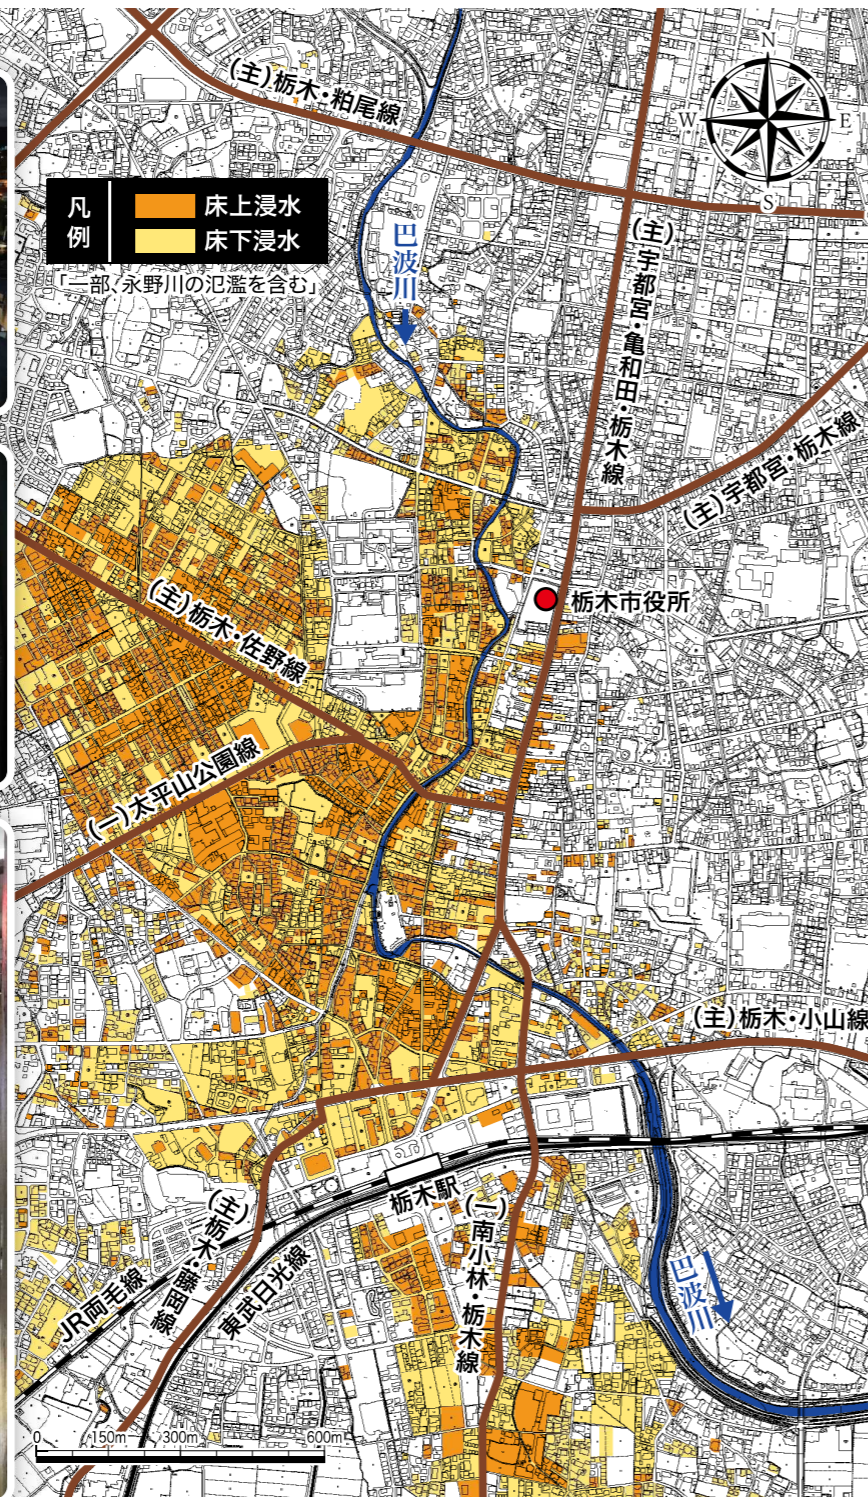 N
W
E
S
(主)栃木・粕尾線
凡例
床上浸水
床下浸水
「一部、永野川の氾濫を含む」
巴波川
(主)宇都宮・亀和田・栃木線
(主)宇都宮・栃木線
栃木市役所
(主)栃木・佐野線
(一)太平山公園線
(主)栃木・小山線
栃木駅
(主)栃木・藤岡線
(一)南小林・栃木線
JR両毛線
東武日光線
巴波川
0 150m 300m 600m